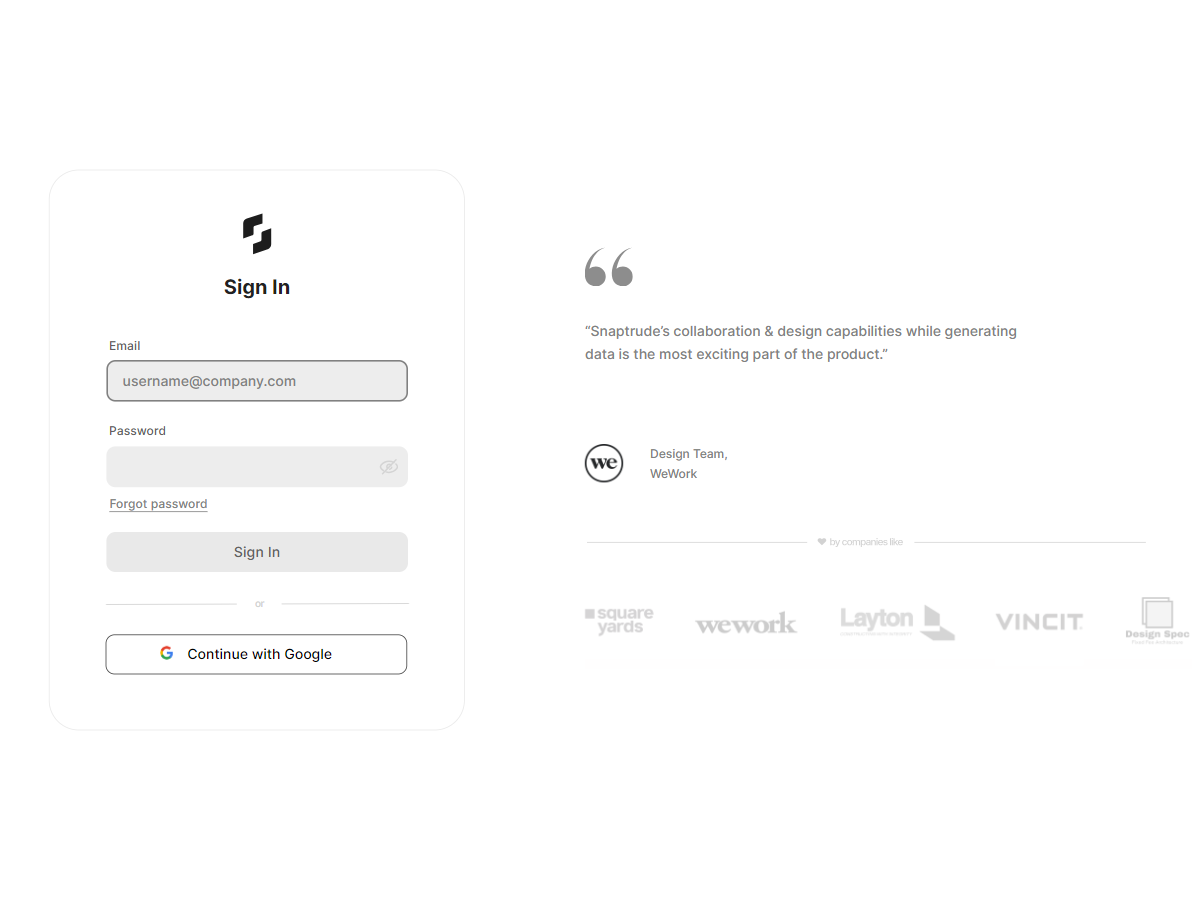 Sign In
Email
username@company.com
Password
Forgot password
Sign In
or
Continue with Google
“Snaptrude’s collaboration & design capabilities while generating
data is the most exciting part of the product.”
we
Design Team,
WeWork
by companies like
square
yards
wework
Layton
VINCIT
Design Spec